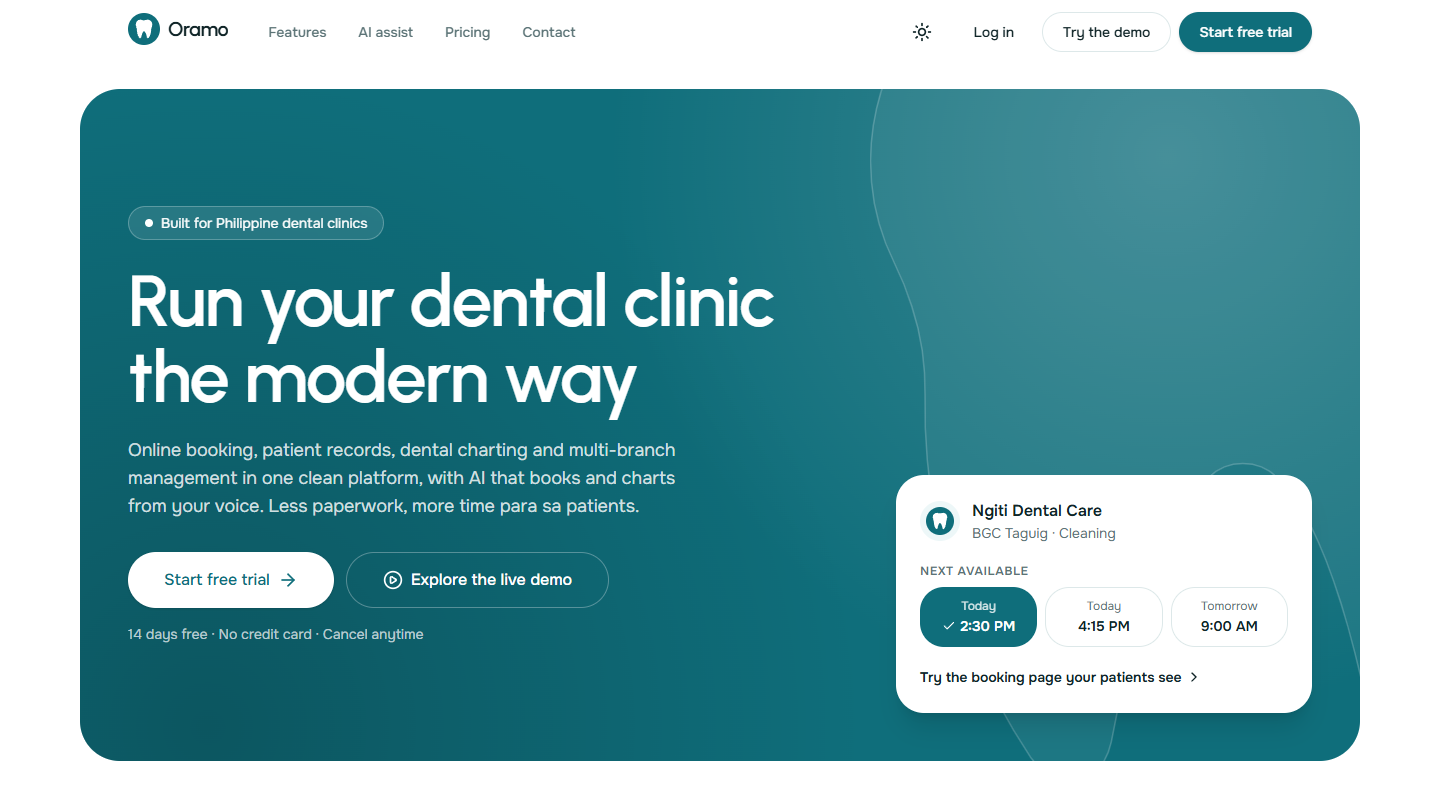 Oramo
Features
AI assist
Pricing
Contact
Log in
Try the demo
Start free trial
Built for Philippine dental clinics
Run your dental clinic
the modern way
Online booking, patient records, dental charting and multi-branch
management in one clean platform, with AI that books and charts
from your voice. Less paperwork, more time para sa patients.
Start free trial
Explore the live demo
14 days free · No credit card · Cancel anytime
Ngiti Dental Care
BGC Taguig · Cleaning
NEXT AVAILABLE
Today
2:30 PM
Today
4:15 PM
Tomorrow
9:00 AM
Try the booking page your patients see